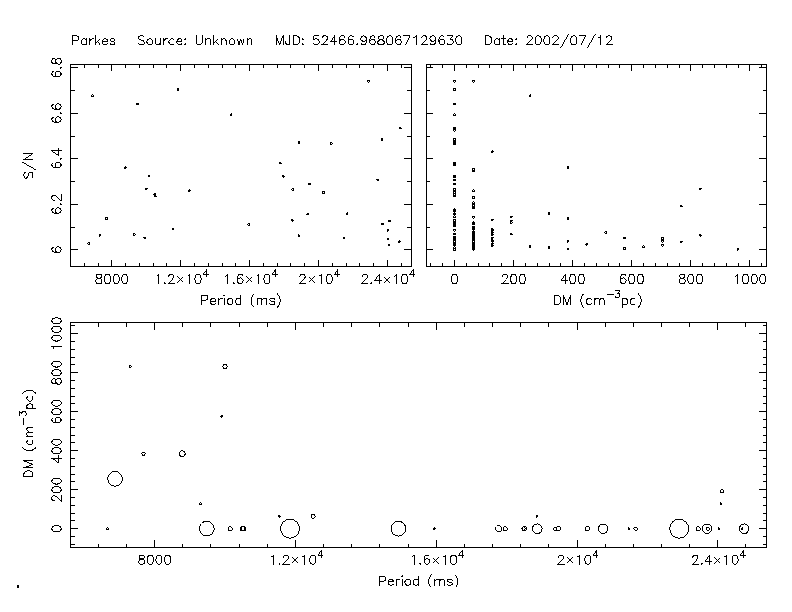 Parkes Source: Unknown MJD: 52466.968067129630 Date: 2002/07/12
6.8
6.6
6.4
6.2
6
S/N
8000 1.2×10⁴ 1.6×10⁴ 2×10⁴ 2.4×10⁴
Period (ms)
0 200 400 600 800 1000
DM (cm⁻³pc)
1000
800
600
400
200
0
DM (cm⁻³pc)
8000 1.2×10⁴ 1.6×10⁴ 2×10⁴ 2.4×10⁴
Period (ms)